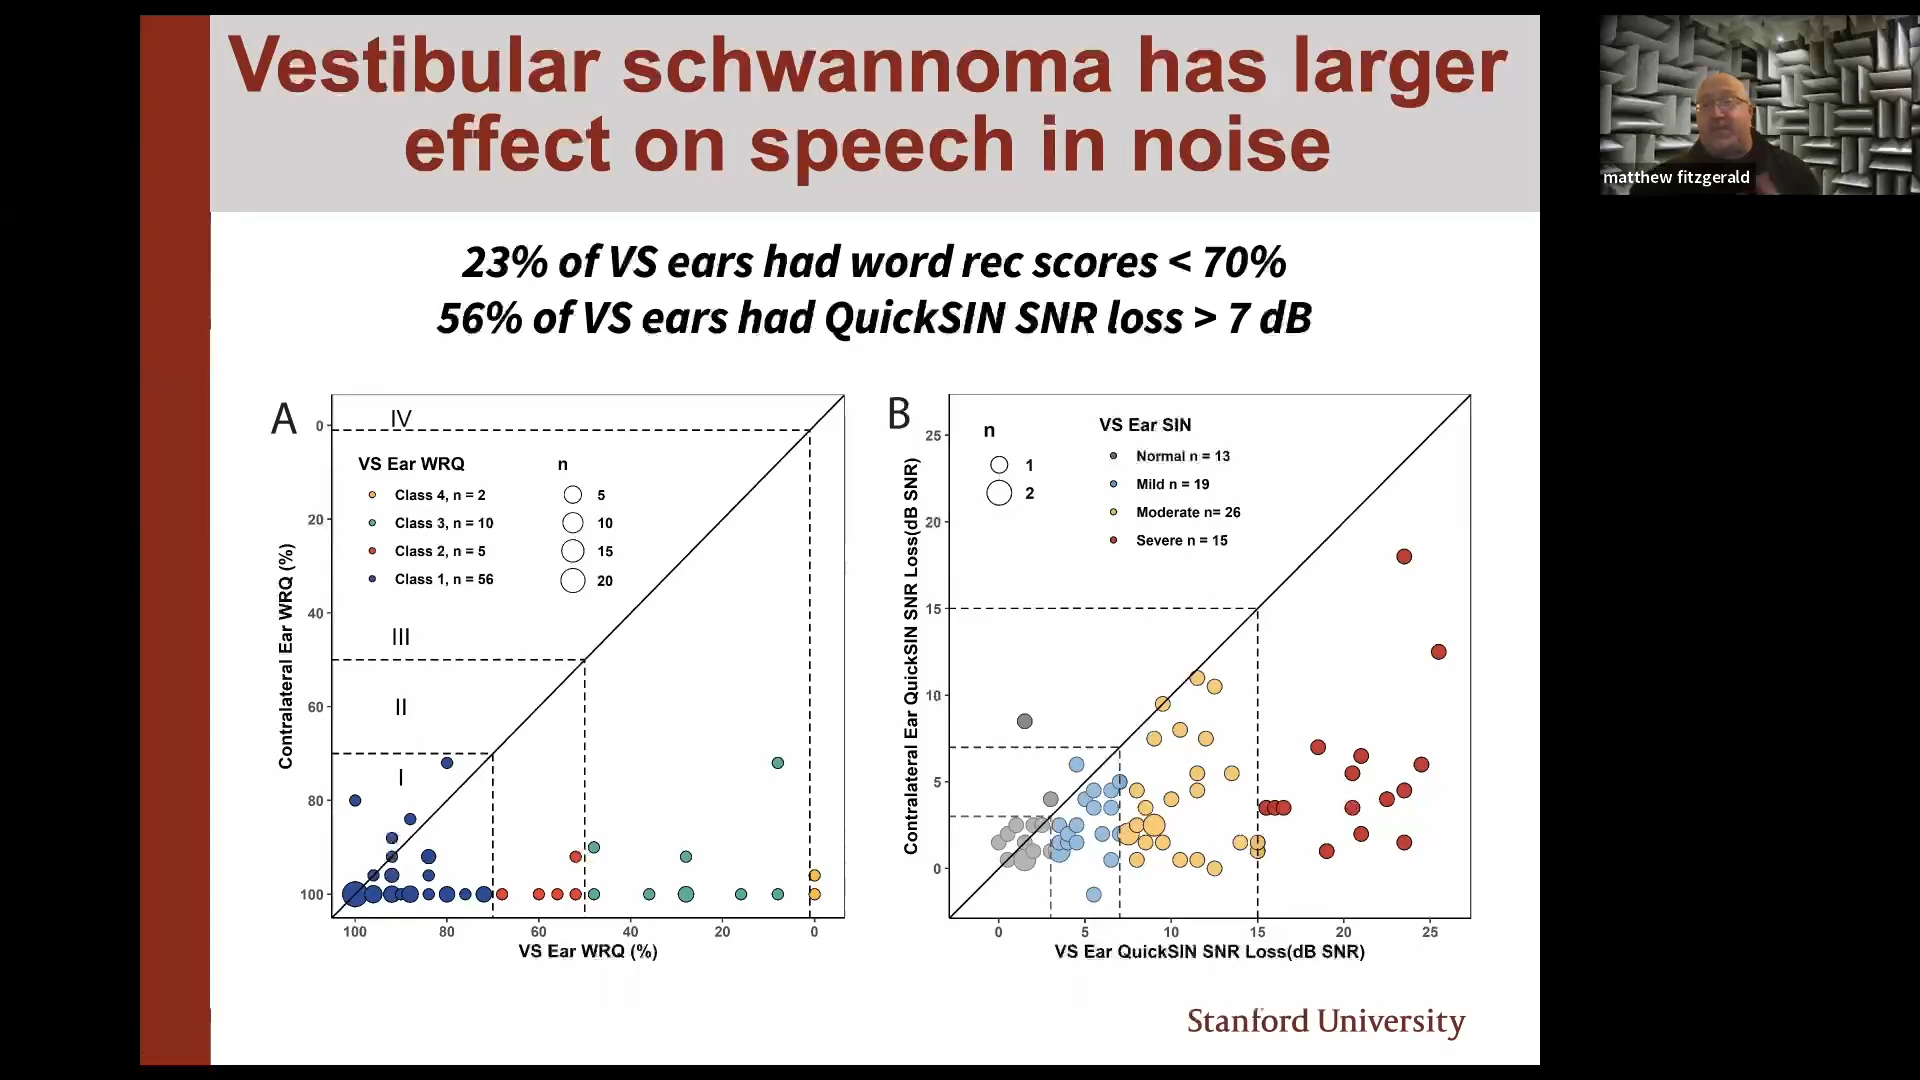 Vestibular schwannoma has larger
effect on speech in noise
matthew fitzgerald
23% of VS ears had word rec scores < 70%
56% of VS ears had QuickSIN SNR loss > 7 dB
A
IV
VS Ear WRQ
n
Class 4, n = 2
5
Class 3, n = 10
10
Class 2, n = 5
15
Class 1, n = 56
20
III
II
I
0
20
40
60
80
100
Contralateral Ear WRQ (%)
100
80
60
40
20
0
VS Ear WRQ (%)
B
n
1
2
VS Ear SIN
Normal n = 13
Mild n = 19
Moderate n= 26
Severe n = 15
25
20
15
10
5
0
Contralateral Ear QuickSIN SNR Loss(dB SNR)
0
5
10
15
20
25
VS Ear QuickSIN SNR Loss(dB SNR)
Stanford University